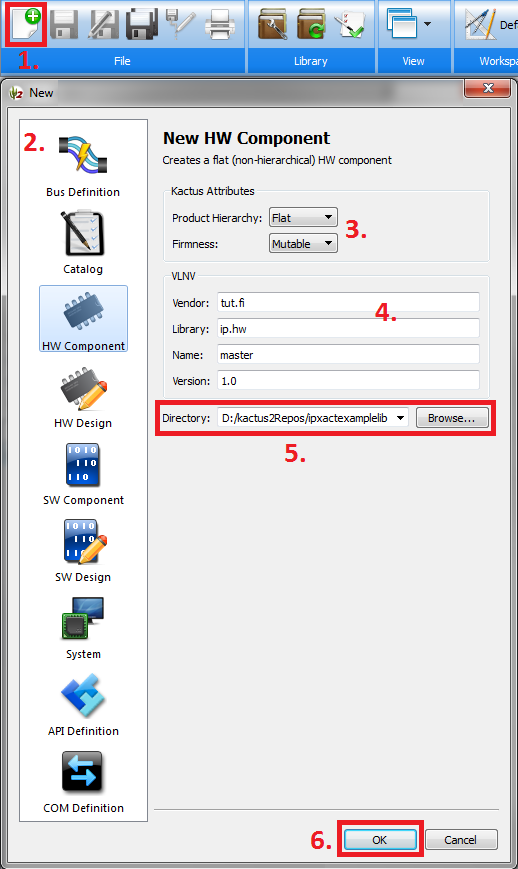 Def
1.
File
Library
View
Workspa
New
2.
Bus Definition
Catalog
HW Component
HW Design
SW Component
SW Design
System
API Definition
COM Definition
New HW Component
Creates a flat (non-hierarchical) HW component
Kactus Attributes
Product Hierarchy: Flat
3.
Firmness: Mutable
VLNV
Vendor: tut.fi
4.
Library: ip.hw
Name: master
Version: 1.0
Directory: D:/kactus2Repos/ipxactexamplelib Browse...
5.
6.
OK Cancel